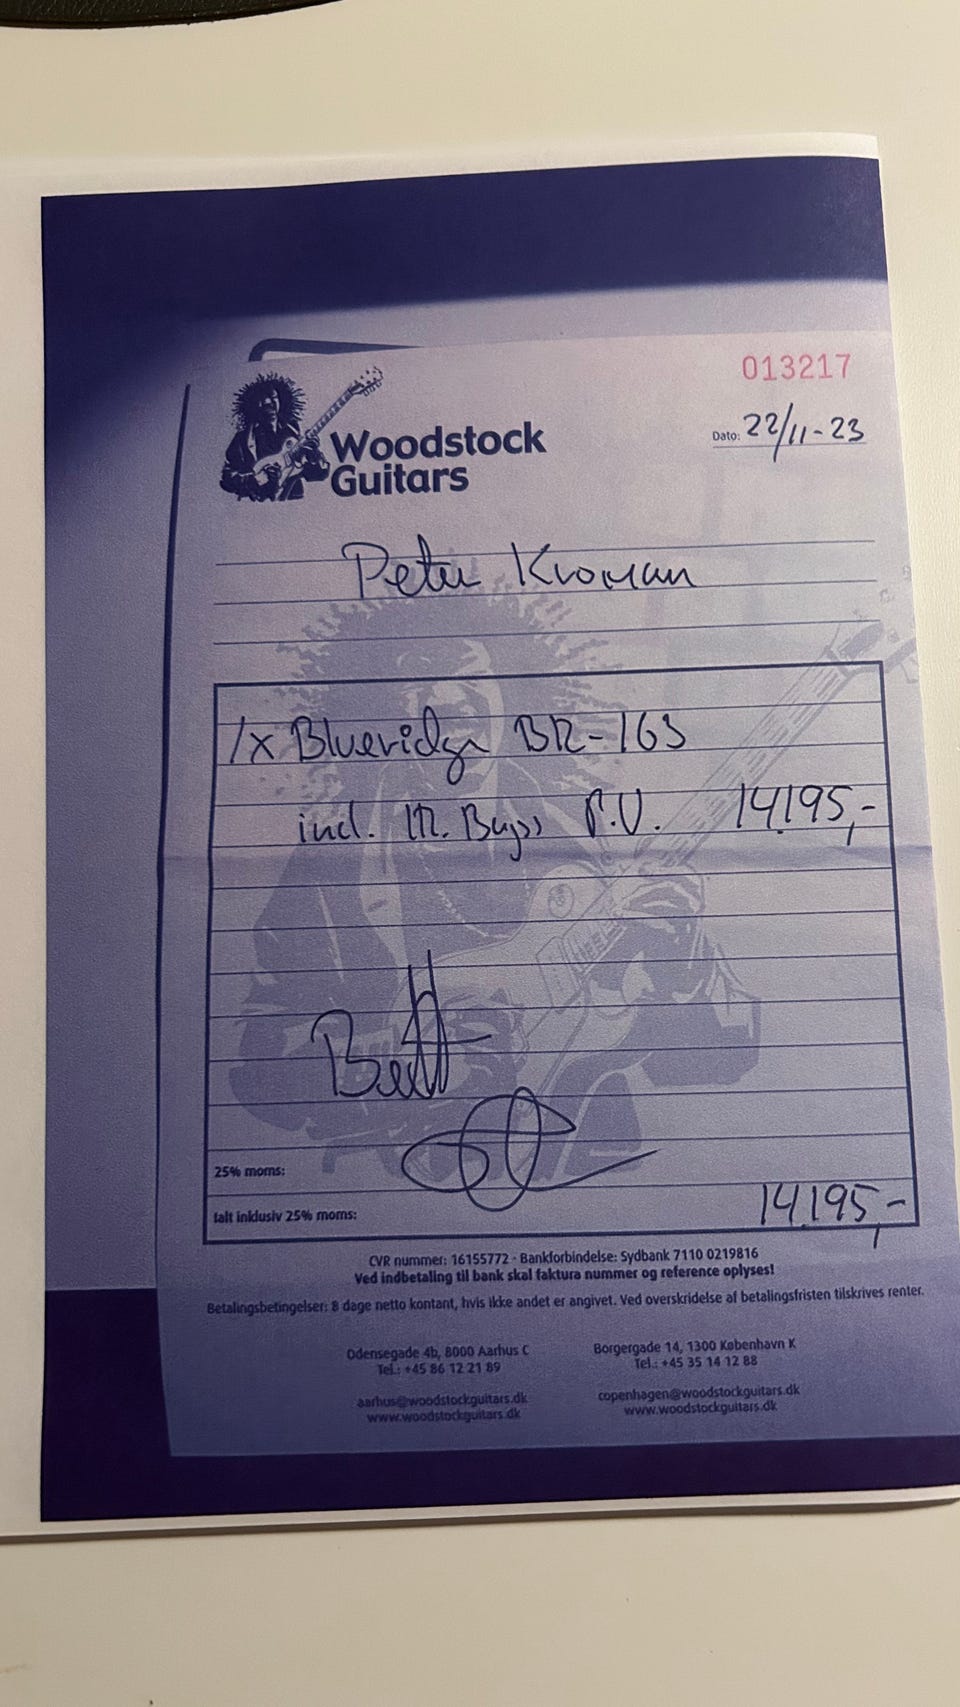 013217
Woodstock
Guitars
Dato: 22/11-23
Peter Kroman
1x Blueridge BR-163
incl. P.U. 14.195,-
25% moms:
Ialt inklusiv 25% moms: 14.195,-
CVR nummer: 16155772 - Bankforbindelse: Sydbank 7110 0219816
Ved indbetaling til bank skal faktura nummer og reference oplyses!
Betalingsbetingelser: 8 dage netto kontant, hvis ikke andet er angivet. Ved overskridelse af betalingsfristen tilskrives renter.
Odensegade 4b, 8000 Aarhus C
Tel.: +45 86 12 21 89
aarhus@woodstockguitars.dk
www.woodstockguitars.dk
Borgergade 14, 1300 København K
Tel.: +45 35 14 12 88
copenhagen@woodstockguitars.dk
www.woodstockguitars.dk